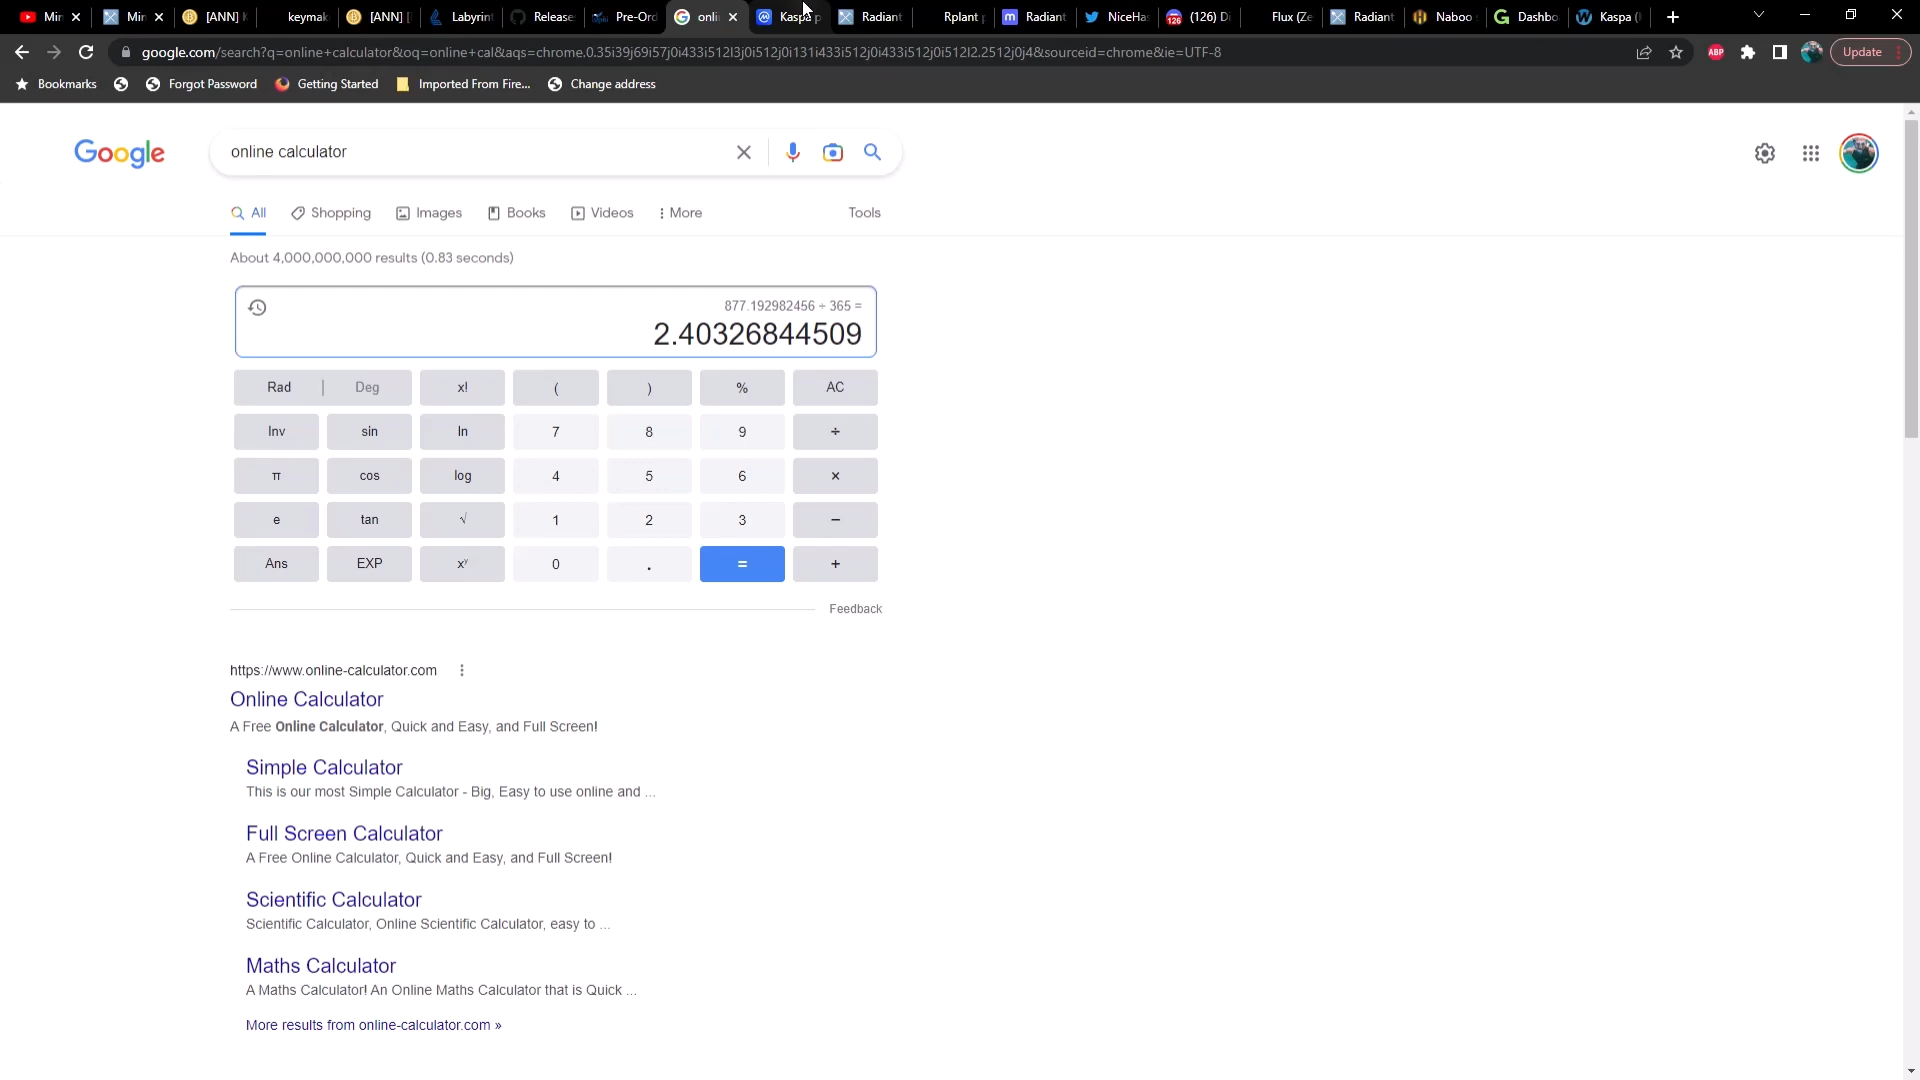 Min
Min
[ANN] K
keymak
[ANN] [
Labyrint
Release
Pre-Ord
onli
Kaspa p
Radiant
Rplant p
Radiant
NiceHas
(126) Di
Flux (Ze
Radiant
Naboo
Dashbo
Kaspa (
google.com/search?q=online+calculator&oq=online+cal&aqs=chrome.0.35i39j69i57j0i433i512l3j0i512j0i131i433i512j0i433i512j0i512l2.2512j0j4&sourceid=chrome&ie=UTF-8
ABP
Update
Bookmarks
Forgot Password
Getting Started
Imported From Fire...
Change address
Google
online calculator
All
Shopping
Images
Books
Videos
More
Tools
About 4,000,000,000 results (0.83 seconds)
877.192982456 ÷ 365 =
2.40326844509
Rad | Deg x! ( ) % AC
Inv sin ln 7 8 9 ÷
π cos log 4 5 6 ×
e tan √ 1 2 3 −
Ans EXP xʸ 0 . = +
Feedback
https://www.online-calculator.com
Online Calculator
A Free Online Calculator, Quick and Easy, and Full Screen!
Simple Calculator
This is our most Simple Calculator - Big, Easy to use online and ...
Full Screen Calculator
A Free Online Calculator, Quick and Easy, and Full Screen!
Scientific Calculator
Scientific Calculator, Online Scientific Calculator, easy to ...
Maths Calculator
A Maths Calculator! An Online Maths Calculator that is Quick ...
More results from online-calculator.com »